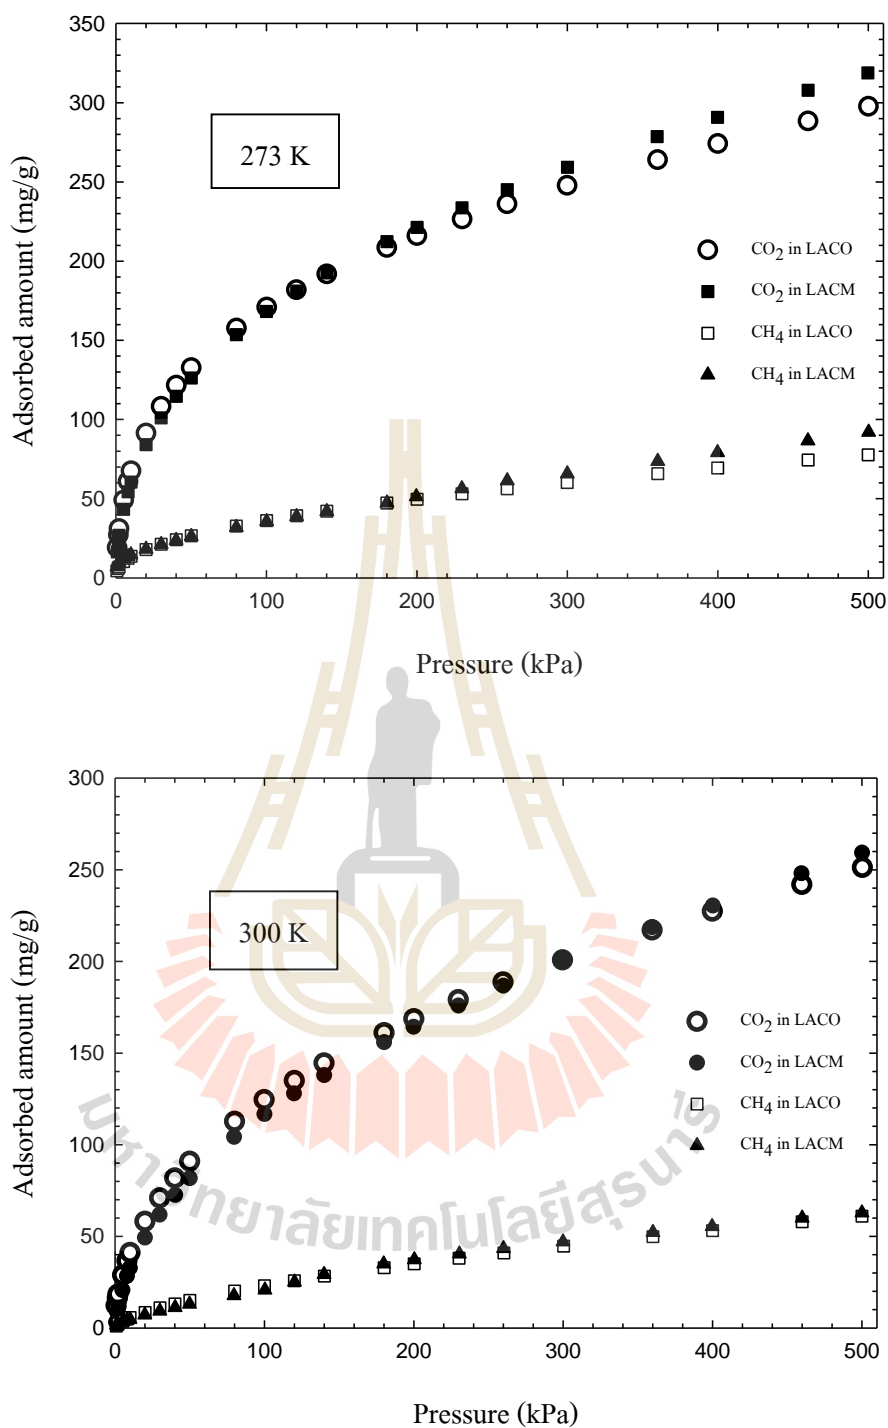 350
300
250
200
150
100
50
0
Adsorbed amount (mg/g)
273 K
CO2 in LACO
CO2 in LACM
CH4 in LACO
CH4 in LACM
0 100 200 300 400 500
Pressure (kPa)
300
250
200
150
100
50
0
Adsorbed amount (mg/g)
300 K
CO2 in LACO
CO2 in LACM
CH4 in LACO
CH4 in LACM
มหาวิทยาลัยเทคโนโลยีสุรนารี
0 100 200 300 400 500
Pressure (kPa)